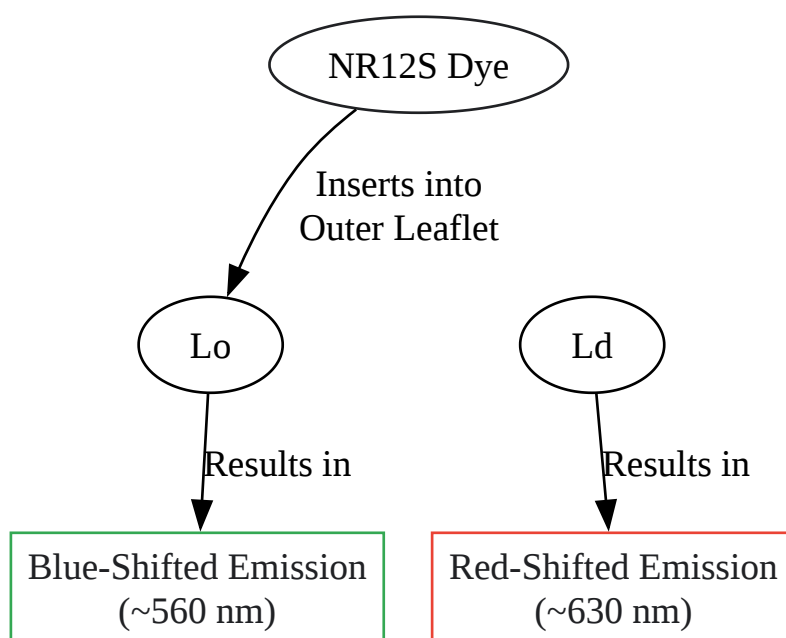 NR12S Dye
Inserts into
Outer Leaflet
Lo
Ld
Results in
Results in
Blue-Shifted Emission
(~560 nm)
Red-Shifted Emission
(~630 nm)